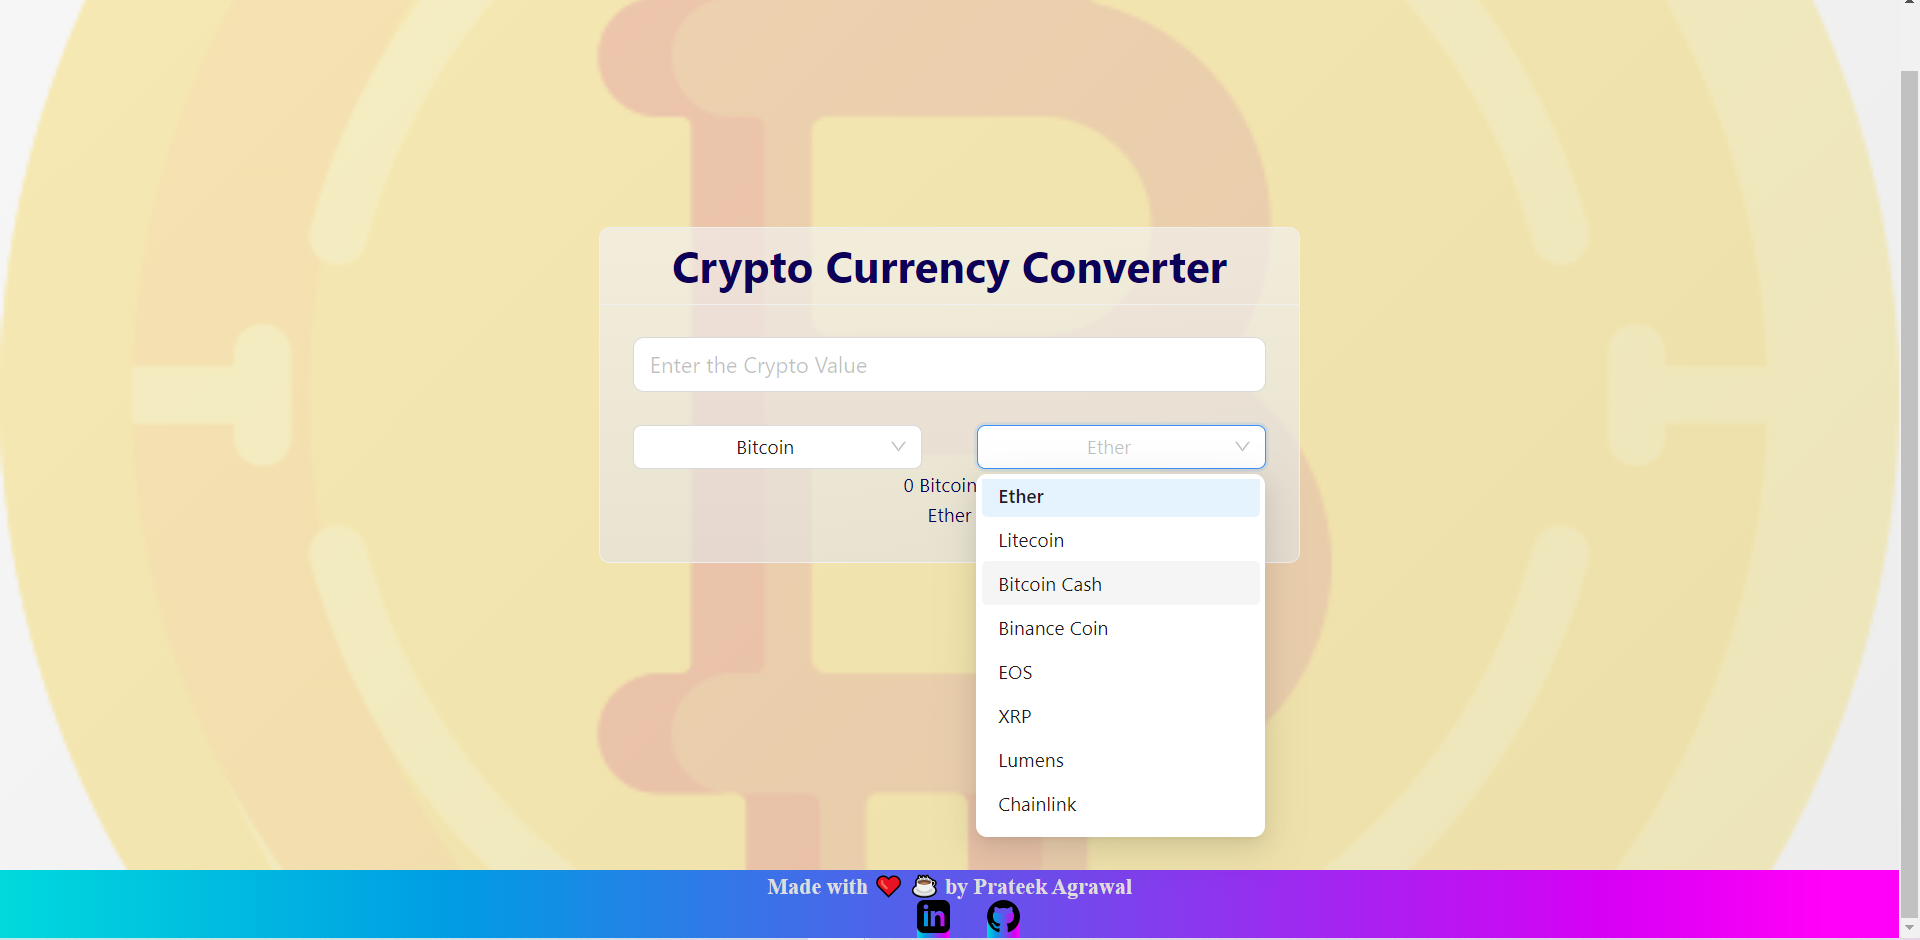 Crypto Currency Converter
Enter the Crypto Value
Bitcoin
Ether
0 Bitcoin
Ether
Ether
Litecoin
Bitcoin Cash
Binance Coin
EOS
XRP
Lumens
Chainlink
Made with ❤️ ☕ by Prateek Agrawal
in